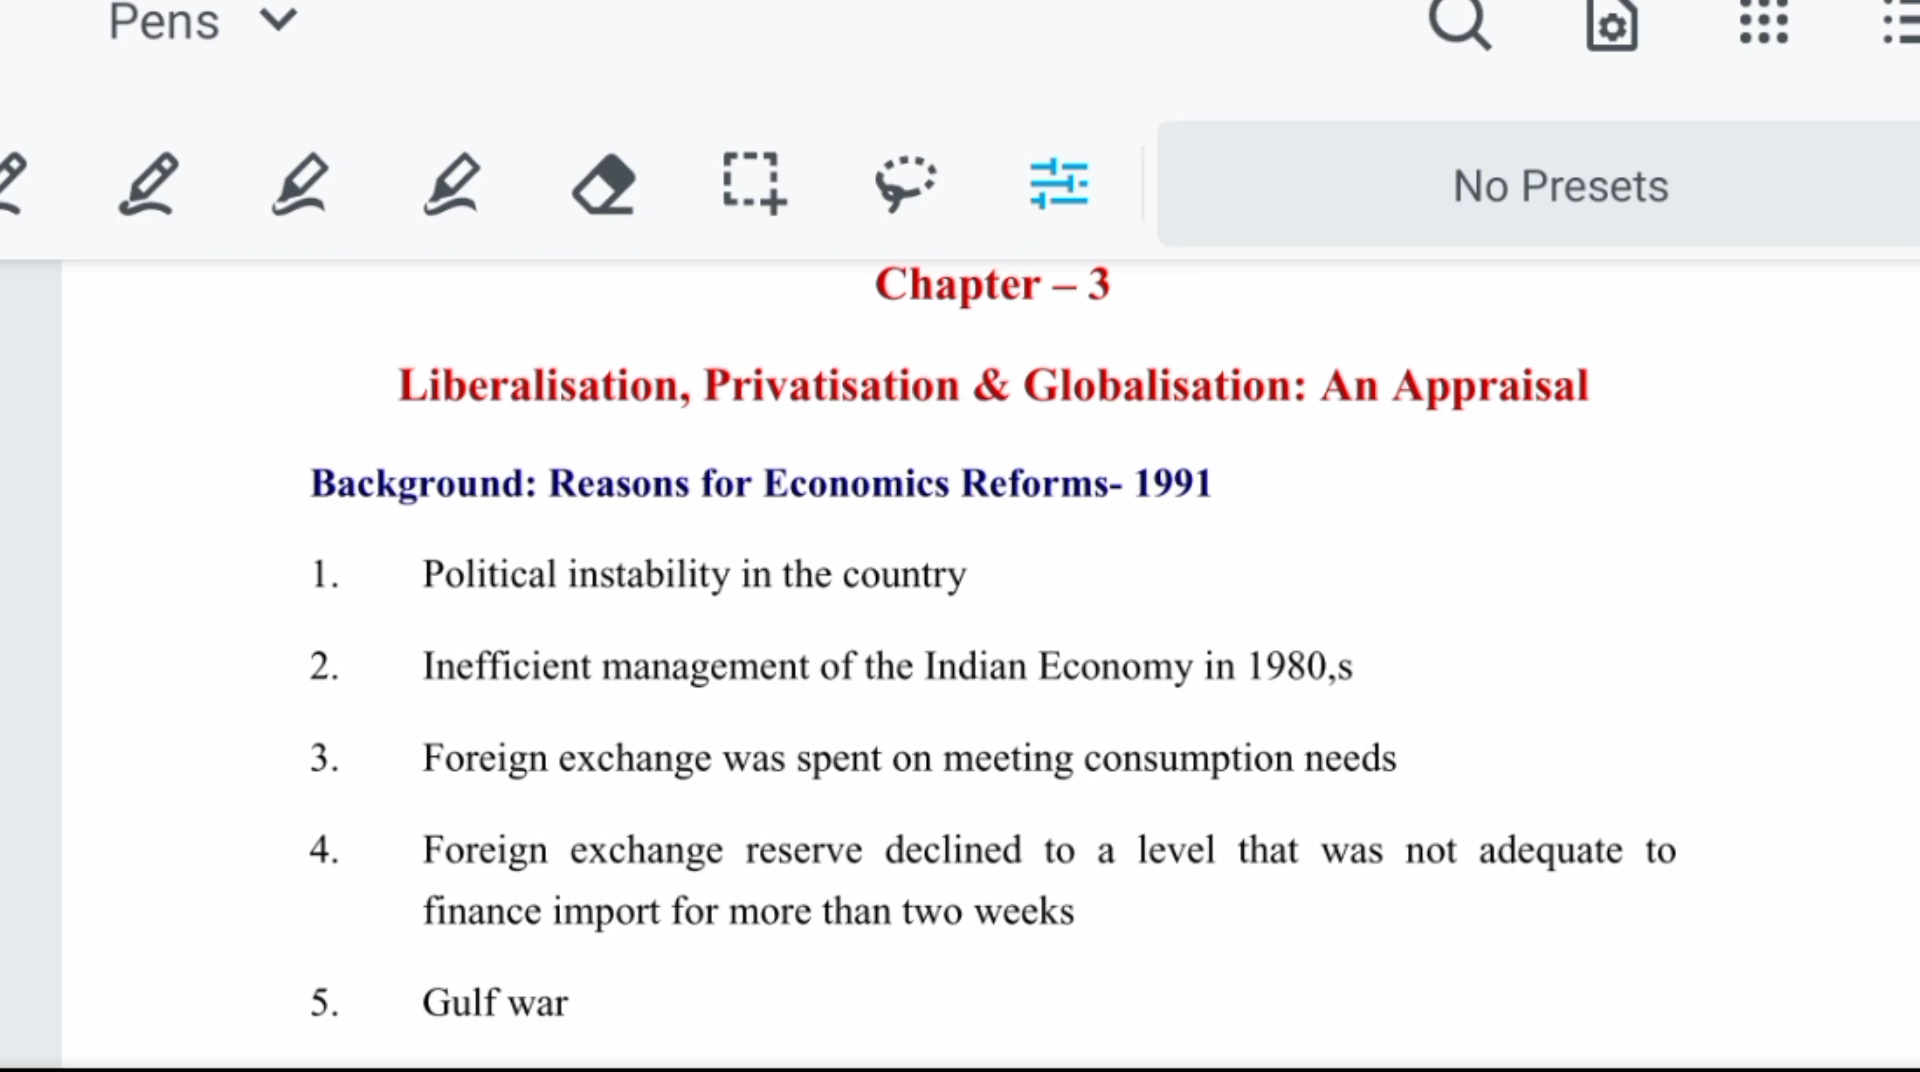 Pens
No Presets
Chapter – 3
Liberalisation, Privatisation & Globalisation: An Appraisal
Background: Reasons for Economics Reforms- 1991
1. Political instability in the country
2. Inefficient management of the Indian Economy in 1980,s
3. Foreign exchange was spent on meeting consumption needs
4. Foreign exchange reserve declined to a level that was not adequate to
finance import for more than two weeks
5. Gulf war